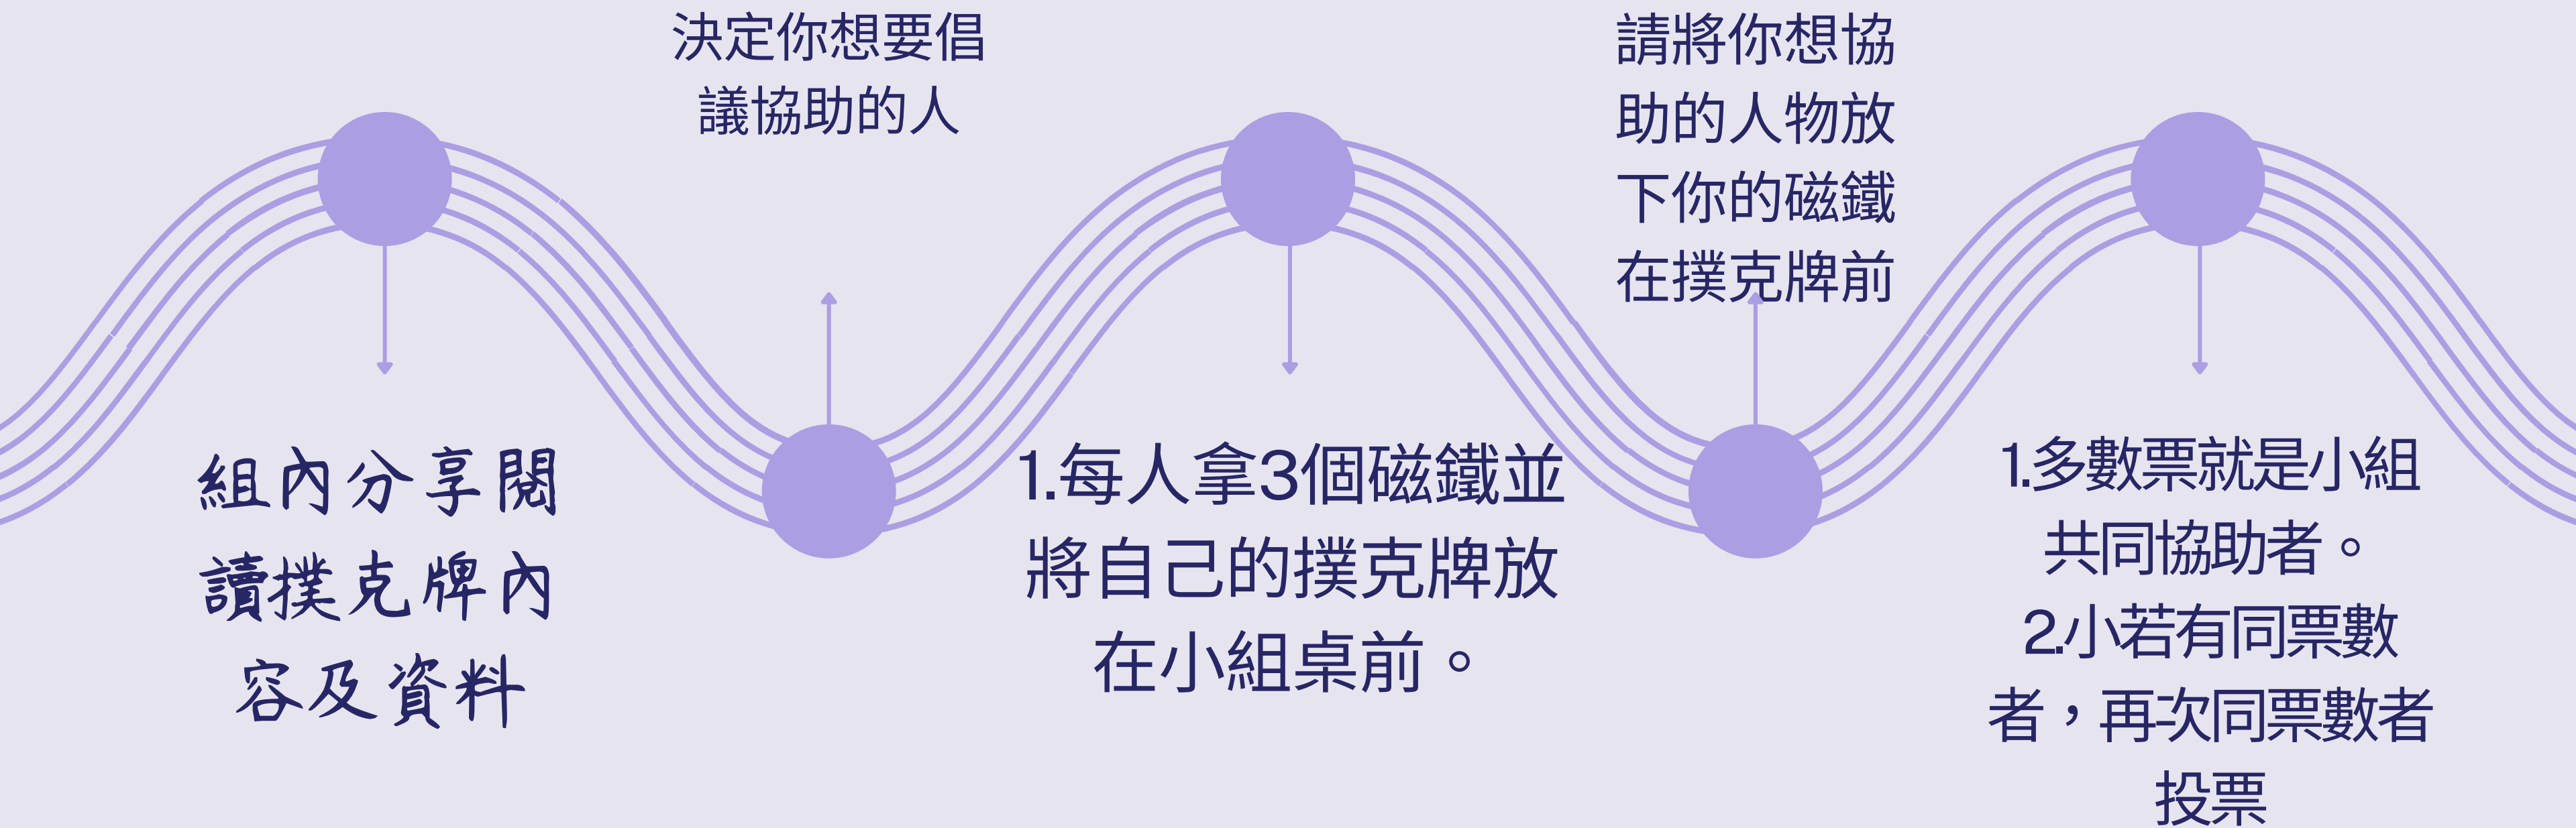 組內分享閱
讀撲克牌內
容及資料
決定你想要倡
議協助的人
1.每人拿3個磁鐵並
將自己的撲克牌放
在小組桌前。
請將你想協
助的人物放
下你的磁鐵
在撲克牌前
1.多數票就是小組
共同協助者。
2.小若有同票數
者，再次同票數者
投票